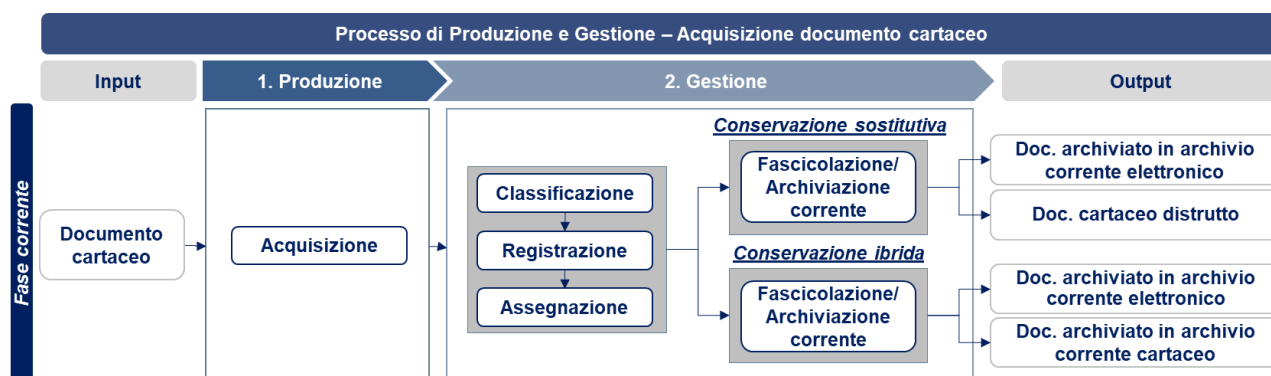 Processo di Produzione e Gestione – Acquisizione documento cartaceo
Input
1. Produzione
2. Gestione
Output
Fase corrente
Documento
cartaceo
Acquisizione
Classificazione
Registrazione
Assegnazione
Conservazione sostitutiva
Fascicolazione/
Archiviazione
corrente
Conservazione ibrida
Fascicolazione/
Archiviazione
corrente
Doc. archiviato in archivio
corrente elettronico
Doc. cartaceo distrutto
Doc. archiviato in archivio
corrente elettronico
Doc. archiviato in archivio
corrente cartaceo